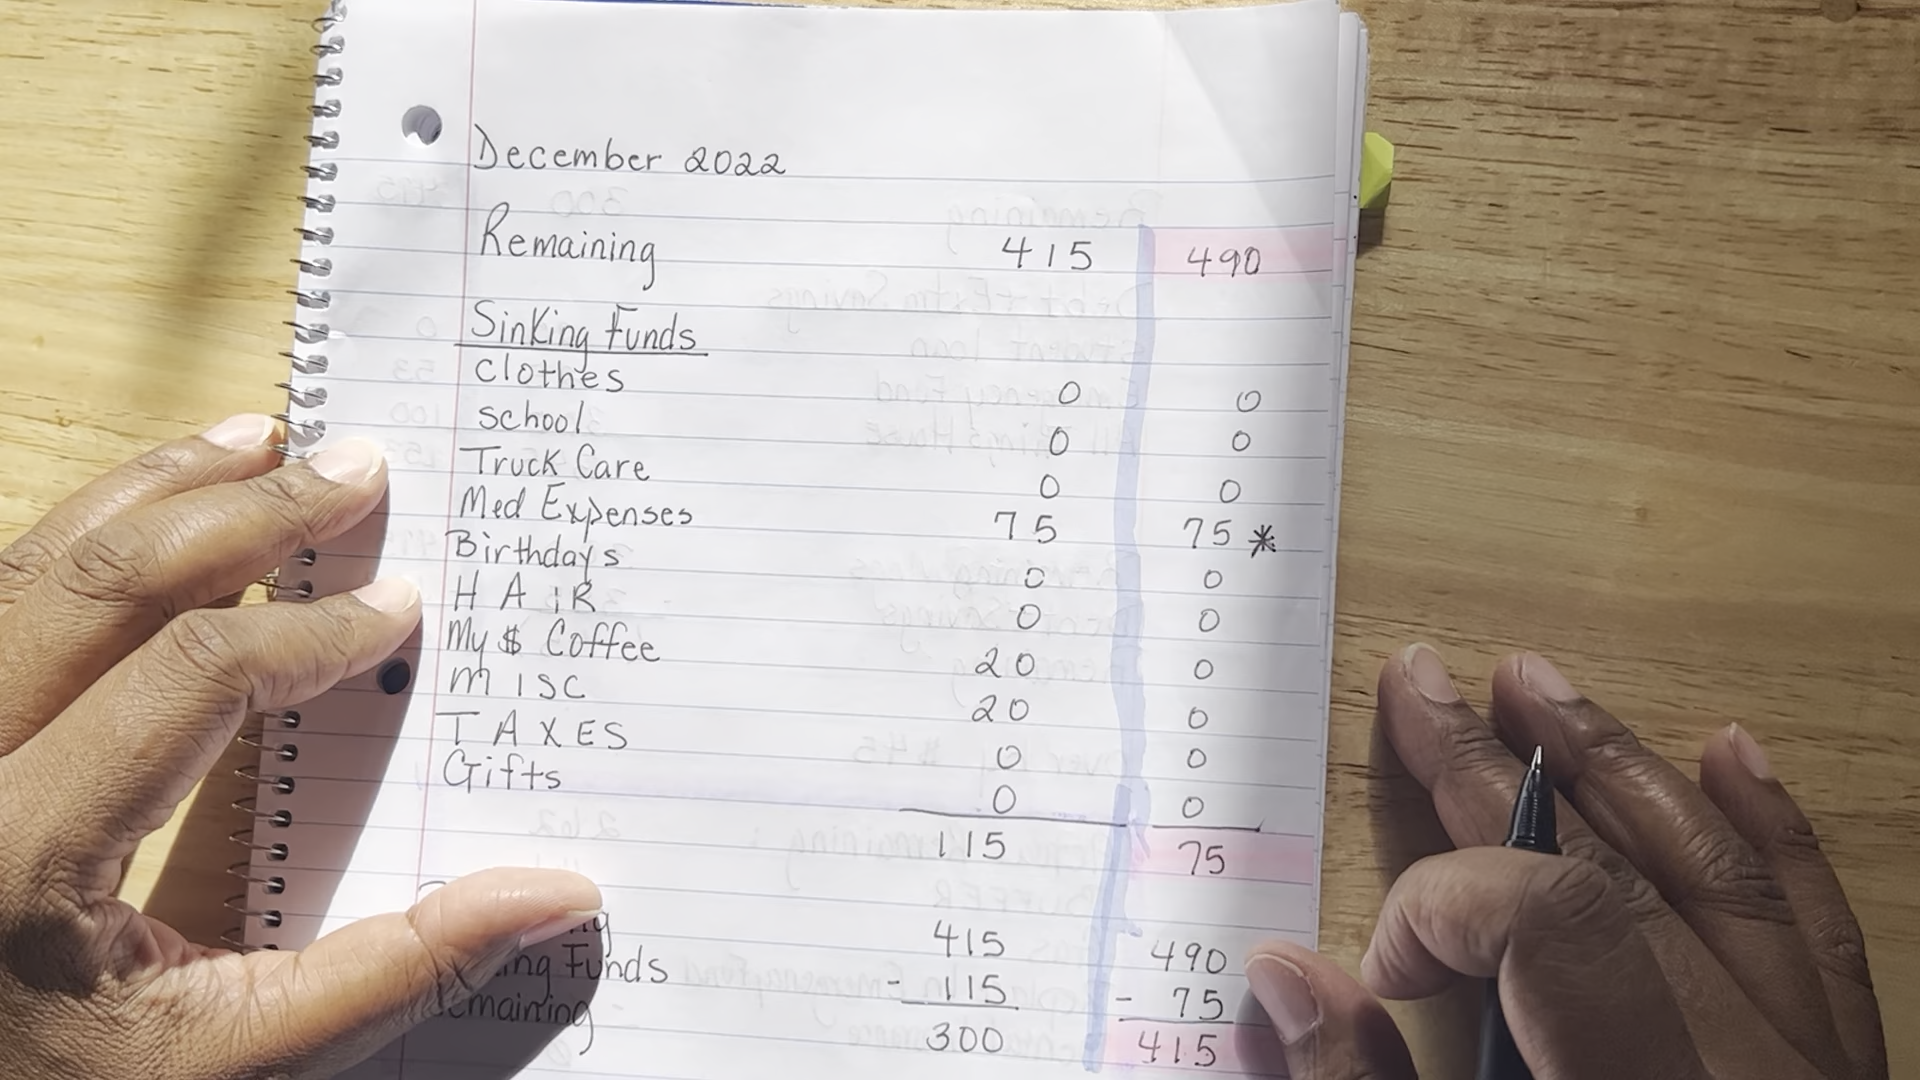 December 2022
Remaining 415 490
Sinking Funds
Clothes 0 0
School 0 0
Truck Care 0 0
Med Expenses 75 75 *
Birthdays 0 0
HAiR 0 0
My $ Coffee 20 0
MISC 20 0
TAXES 0 0
Gifts 0 0
115 75
415 490
Funds -115 - 75
300 415